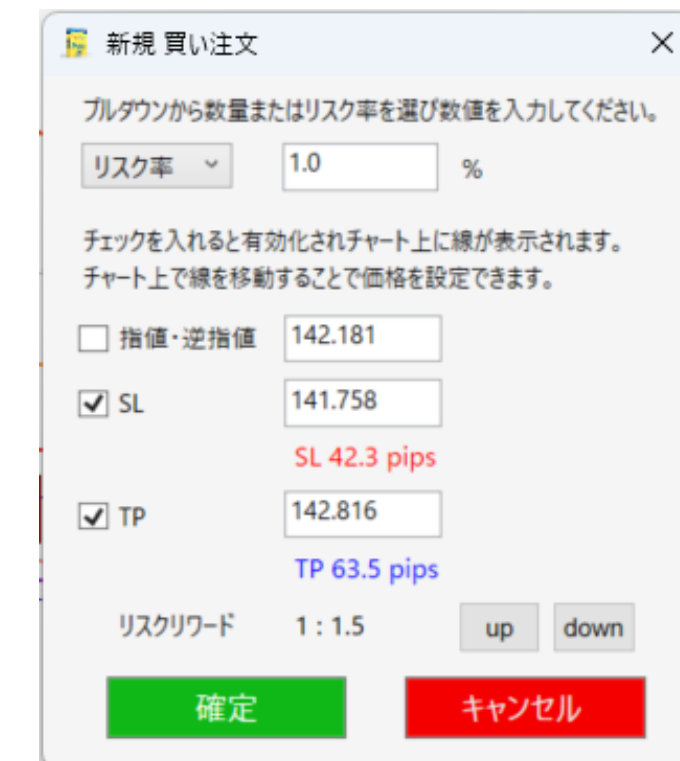 新規 買い注文
プルダウンから数量またはリスク率を選び数値を入力してください。
リスク率 1.0 %
チェックを入れると有効化されチャート上に線が表示されます。
チャート上で線を移動することで価格を設定できます。
指値・逆指値 142.181
SL 141.758
SL 42.3 pips
TP 142.816
TP 63.5 pips
リスクリワード 1 : 1.5 up down
確定 キャンセル